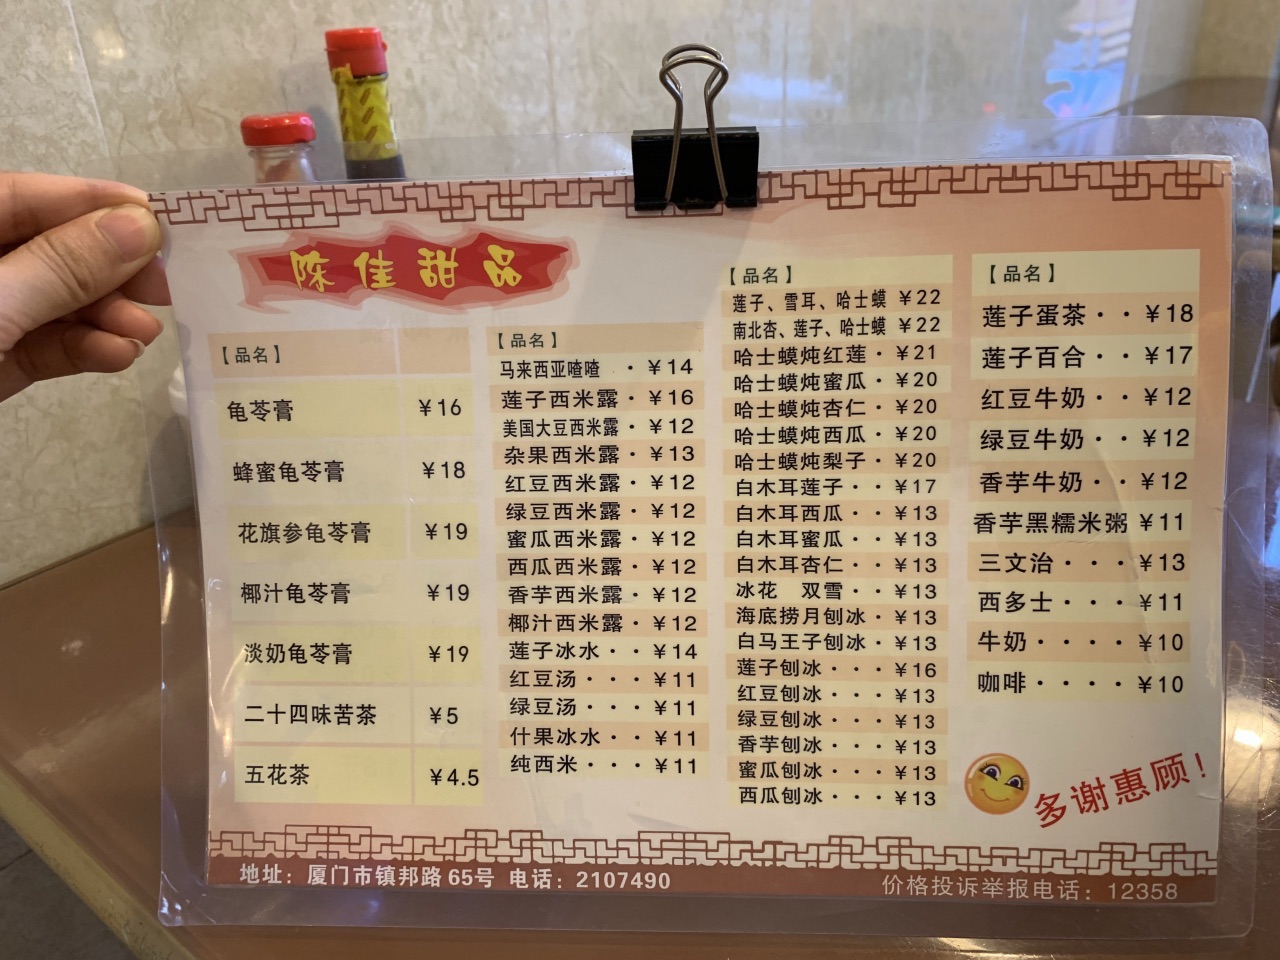 陈佳甜品
【品名】
龟苓膏 ¥16
蜂蜜龟苓膏 ¥18
花旗参龟苓膏 ¥19
椰汁龟苓膏 ¥19
淡奶龟苓膏 ¥19
二十四味苦茶 ¥5
五花茶 ¥4.5
【品名】
马来西亚喳喳 · ¥14
莲子西米露 · ¥16
美国大豆西米露 · ¥12
杂果西米露 · ¥13
红豆西米露 · ¥12
绿豆西米露 · ¥12
蜜瓜西米露 · ¥12
西瓜西米露 · ¥12
香芋西米露 · ¥12
椰汁西米露 · ¥12
莲子冰水 · · ¥14
红豆汤 · · · ¥11
绿豆汤 · · · ¥11
什果冰水 · · ¥11
纯西米 · · · ¥11
【品名】
莲子、雪耳、哈士蟆 ¥22
南北杏、莲子、哈士蟆 ¥22
哈士蟆炖红莲 · ¥21
哈士蟆炖蜜瓜 · ¥20
哈士蟆炖杏仁 · ¥20
哈士蟆炖西瓜 · ¥20
哈士蟆炖梨子 · ¥20
白木耳莲子 · · ¥17
白木耳西瓜 · · ¥13
白木耳蜜瓜 · · ¥13
白木耳杏仁 · · ¥13
冰花 双雪 · · ¥13
海底捞月刨冰 · ¥13
白马王子刨冰 · ¥13
莲子刨冰 · · · ¥16
红豆刨冰 · · · ¥13
绿豆刨冰 · · · ¥13
香芋刨冰 · · · ¥13
蜜瓜刨冰 · · · ¥13
西瓜刨冰 · · · ¥13
【品名】
莲子蛋茶 · · ¥18
莲子百合 · · ¥17
红豆牛奶 · · ¥12
绿豆牛奶 · · ¥12
香芋牛奶 · · ¥12
香芋黑糯米粥 ¥11
三文治 · · · ¥13
西多士 · · · ¥11
牛奶 · · · · ¥10
咖啡 · · · · ¥10
多谢惠顾！
地址：厦门市镇邦路65号 电话：2107490
价格投诉举报电话：12358